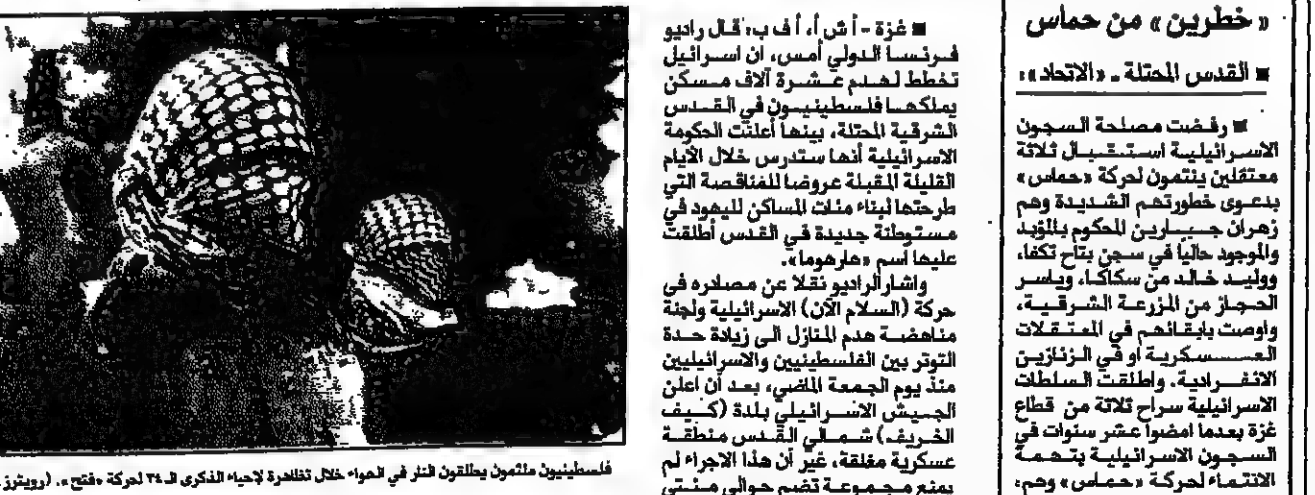 « خطرين » من حماس
■ القدس المحتلة ـ «الاتحاد»:
■ رفضت مصلحة السجون
الاسرائيلية استقبال ثلاثة
معتقلين ينتمون لحركة «حماس»
بدعوى خطورتهم الشديدة وهم
زهران جبارين المحكوم بالمؤبد
والموجود حالياً في سجن بتاح تكفا،
ووليد خالد من سكاكا، وياسر
الحجاز من المزرعة الشرقية،
واوصت بابقائهم في المعتقلات
العسكرية او في الزنازين
الانفرادية. واطلقت السلطات
الاسرائيلية سراح ثلاثة من قطاع
غزة بعدما امضوا عشر سنوات في
السجون الاسرائيلية بتهمة
الانتماء لحركة «حماس» وهم:
■ غزة - أ ش أ، أ ف ب: قال راديو
فرنسا الدولي أمس، ان اسرائيل
تخطط لهدم عشرة آلاف مسكن
يملكها فلسطينيون في القدس
الشرقية المحتلة، بينما أعلنت الحكومة
الاسرائيلية أنها ستدرس خلال الأيام
القليلة المقبلة عروضا للمناقصة التي
طرحتها لبناء مئات المساكن لليهود في
مستوطنة جديدة في القدس أطلقت
عليها اسم «هارهوما».
واشار الراديو نقلا عن مصادره في
حركة (السلام الآن) الاسرائيلية ولجنة
مناهضة هدم المنازل الى زيادة حدة
التوتر بين الفلسطينيين والاسرائيليين
منذ يوم الجمعة الماضي، بعد أن اعلن
الجيش الاسرائيلي بلدة (كيف
الخريف) شمالي القدس منطقة
عسكرية مغلقة، غير أن هذا الاجراء لم
يمنع مجموعة تضم حوالي مئتي
فلسطينيون ملثمون يطلقون النار في الهواء خلال تظاهرة لإحياء الذكرى الـ ٣٤ لحركة «فتح». (رويترز)